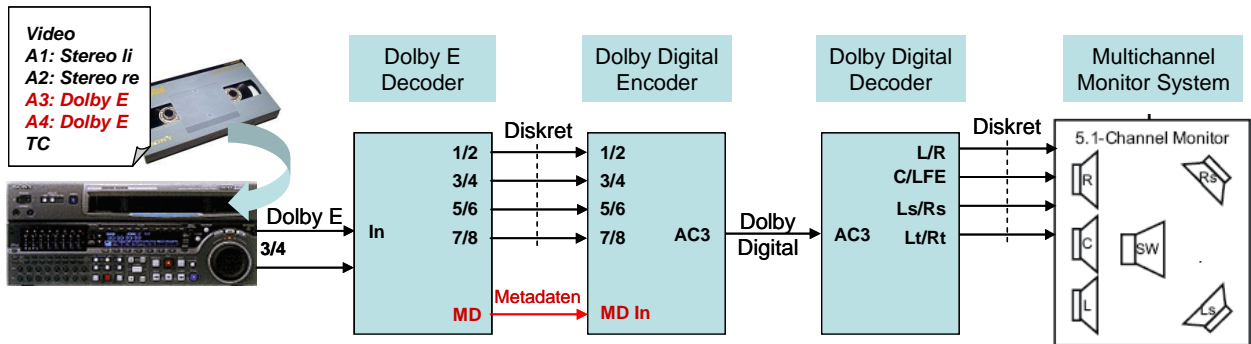 Video
A1: Stereo li
A2: Stereo re
A3: Dolby E
A4: Dolby E
TC
Dolby E
Decoder
Dolby Digital
Encoder
Dolby Digital
Decoder
Multichannel
Monitor System
Dolby E
3/4
In
1/2
3/4
5/6
7/8
MD
Diskret
Metadaten
1/2
3/4
5/6
7/8
AC3
MD In
Dolby
Digital
AC3
L/R
C/LFE
Ls/Rs
Lt/Rt
Diskret
5.1-Channel Monitor
R
Rs
C
SW
L
Ls